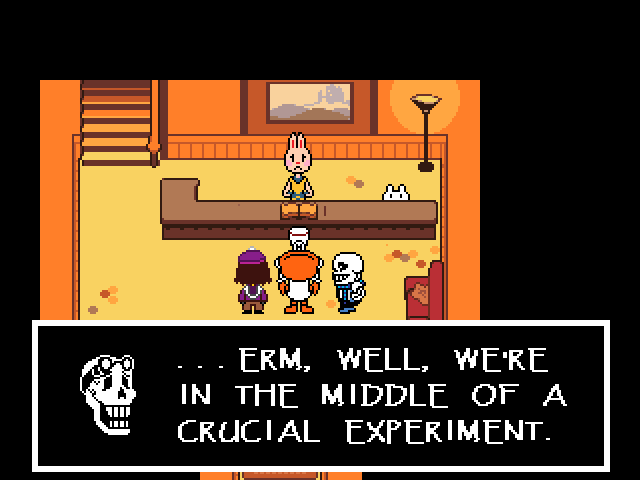 ...ERM, WELL, WE'RE
IN THE MIDDLE OF A
CRUCIAL EXPERIMENT.